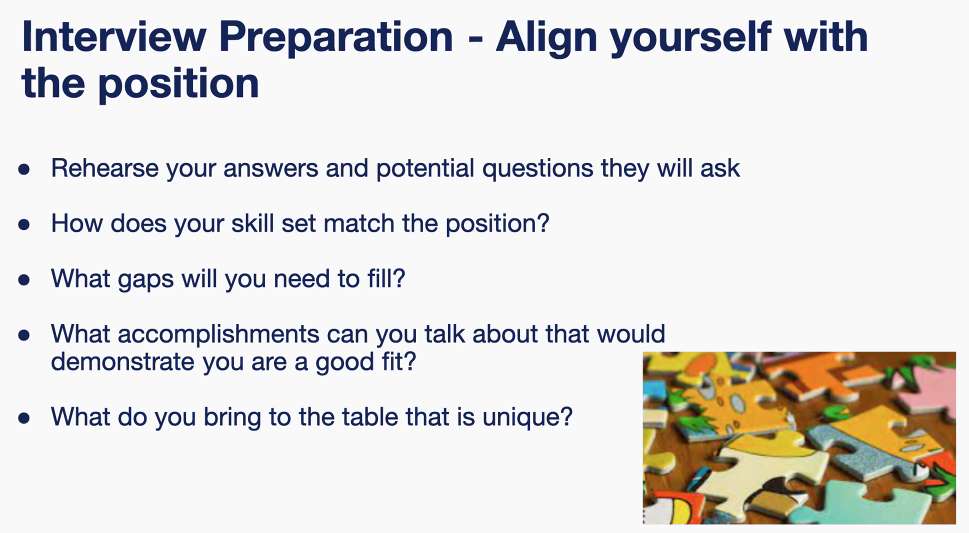 Interview Preparation - Align yourself with
the position
● Rehearse your answers and potential questions they will ask
● How does your skill set match the position?
● What gaps will you need to fill?
● What accomplishments can you talk about that would
demonstrate you are a good fit?
● What do you bring to the table that is unique?